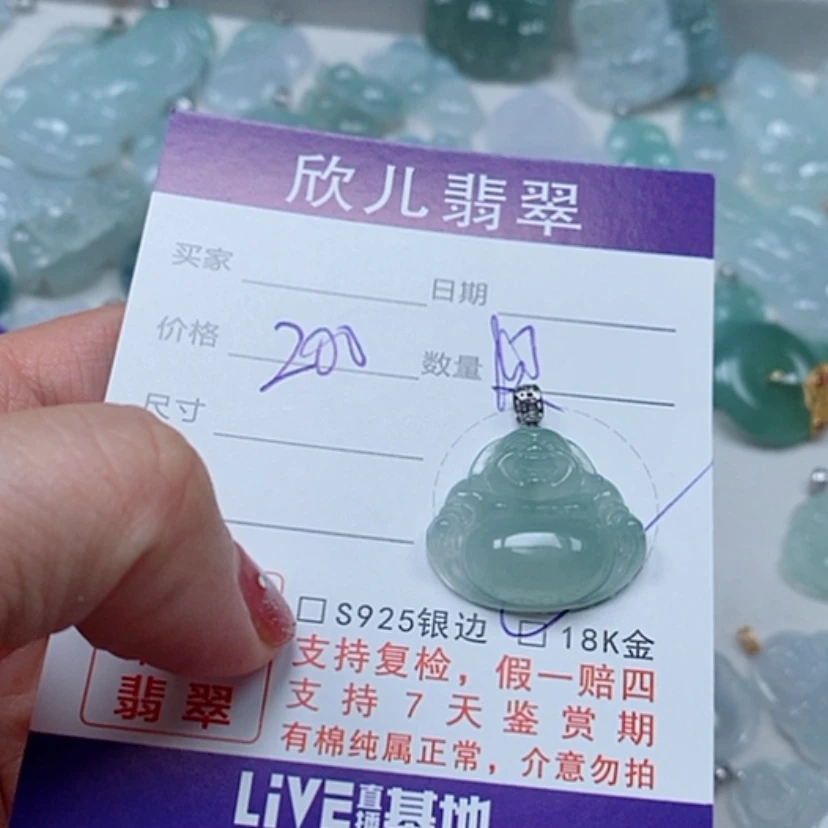 欣儿翡翠
买家
日期
价格 200 数量
尺寸
□S925银边 □18K金
翡翠
支持复检，假一赔四
支持7天鉴赏期
有棉纯属正常，介意勿拍
LiVE直播基地